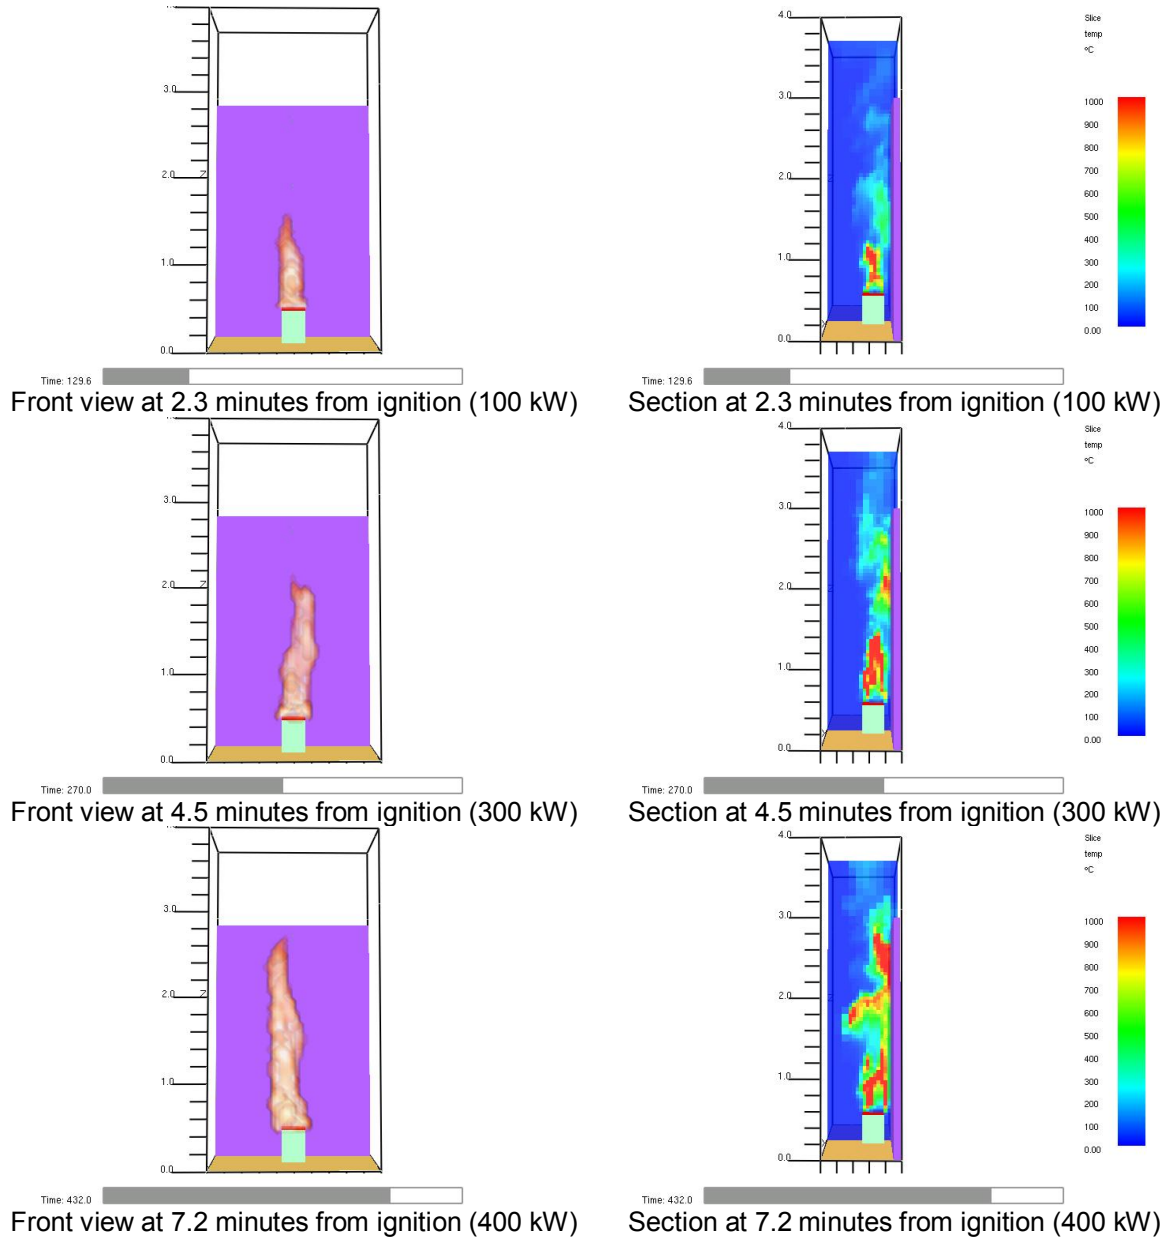 4.0
3.0
2.0
Z
1.0
0.0
Time: 129.6
4.0
3.0
2.0
1.0
0.0
Slice
temp
°C
1000
900
800
700
600
500
400
300
200
100
0.00
Time: 129.6
Front view at 2.3 minutes from ignition (100 kW)
Section at 2.3 minutes from ignition (100 kW)
3.0
2.0
Z
1.0
0.0
Time: 270.0
4.0
3.0
2.0
1.0
0.0
Slice
temp
°C
1000
900
800
700
600
500
400
300
200
100
0.00
Time: 270.0
Front view at 4.5 minutes from ignition (300 kW)
Section at 4.5 minutes from ignition (300 kW)
3.0
2.0
Z
1.0
0.0
Time: 432.0
4.0
3.0
2.0
1.0
0.0
Slice
temp
°C
1000
900
800
700
600
500
400
300
200
100
0.00
Time: 432.0
Front view at 7.2 minutes from ignition (400 kW)
Section at 7.2 minutes from ignition (400 kW)